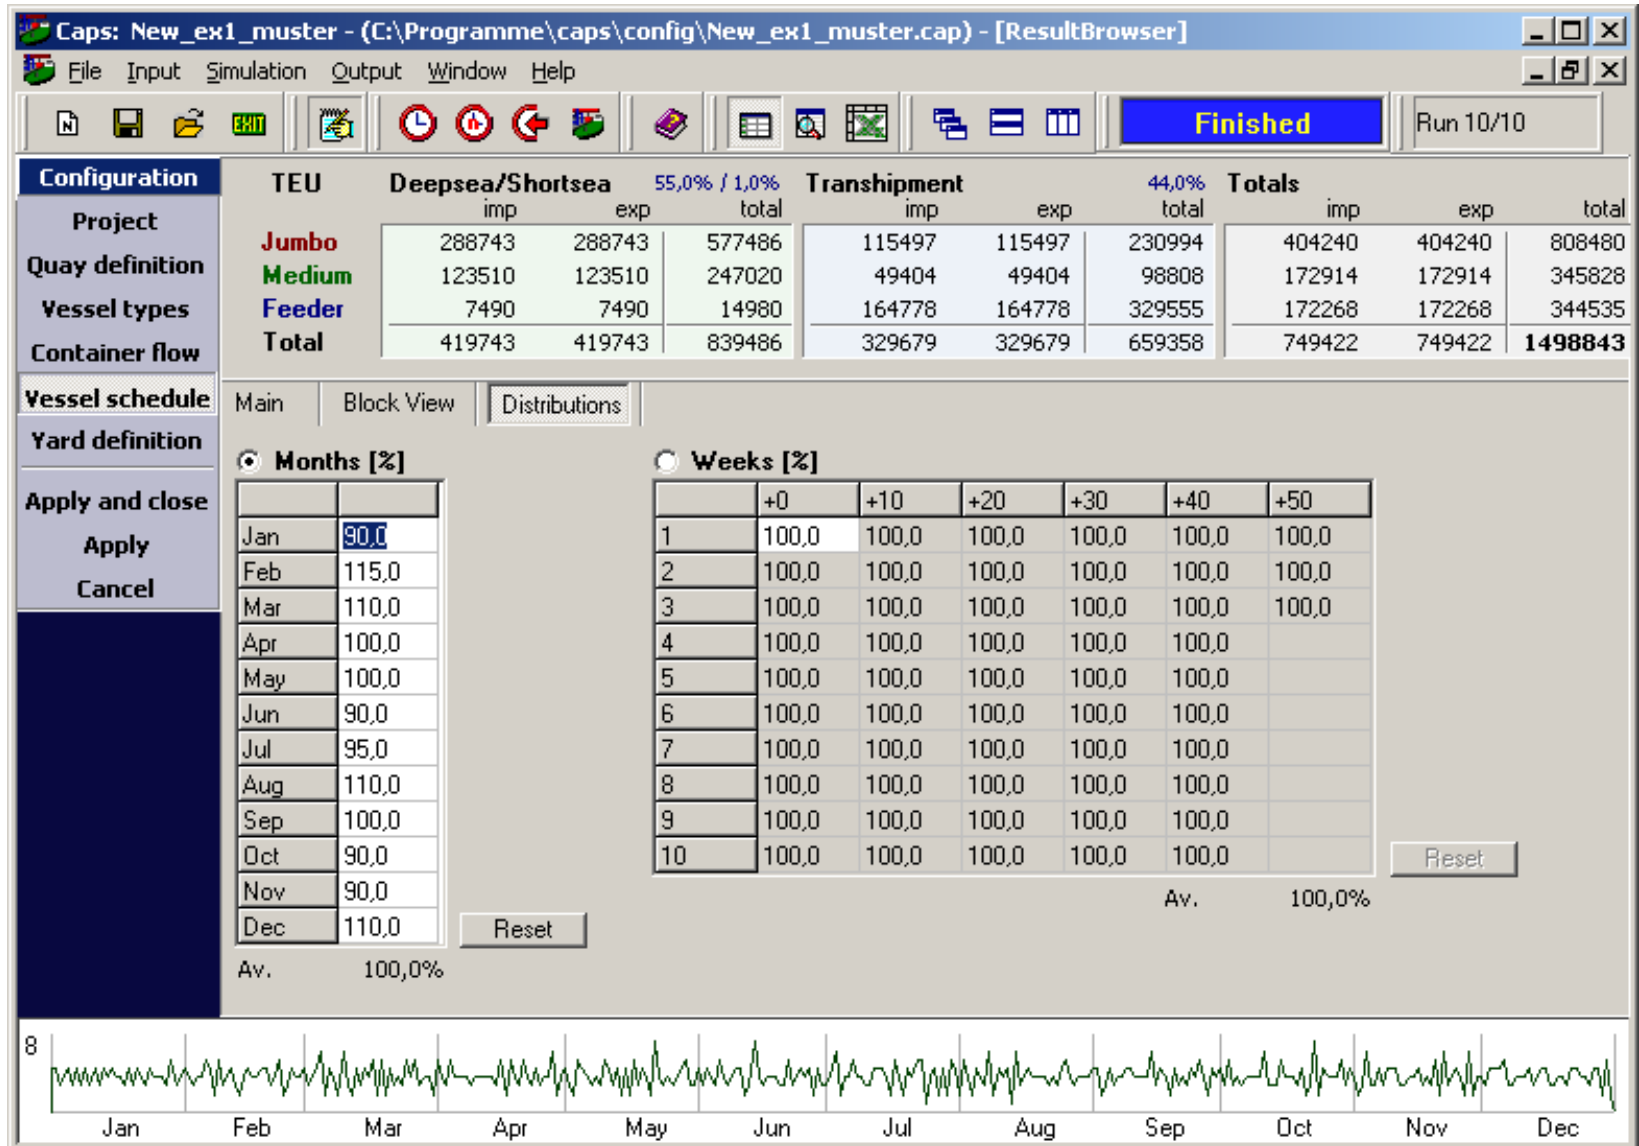 Caps: New_ex1_muster - (C:\Programme\caps\config\New_ex1_muster.cap) - [ResultBrowser]
File Input Simulation Output Window Help
N EXIT Finished Run 10/10
Configuration
Project
Quay definition
Vessel types
Container flow
Vessel schedule
Yard definition
Apply and close
Apply
Cancel
TEU Deepsea/Shortsea 55,0% / 1,0% Transhipment 44,0% Totals
imp exp total imp exp total imp exp total
Jumbo 288743 288743 577486 115497 115497 230994 404240 404240 808480
Medium 123510 123510 247020 49404 49404 98808 172914 172914 345828
Feeder 7490 7490 14980 164778 164778 329555 172268 172268 344535
Total 419743 419743 839486 329679 329679 659358 749422 749422 1498843
Main Block View Distributions
Months [%]
Jan 90,0
Feb 115,0
Mar 110,0
Apr 100,0
May 100,0
Jun 90,0
Jul 95,0
Aug 110,0
Sep 100,0
Oct 90,0
Nov 90,0
Dec 110,0
Reset
Av. 100,0%
Weeks [%]
+0 +10 +20 +30 +40 +50
1 100,0 100,0 100,0 100,0 100,0 100,0
2 100,0 100,0 100,0 100,0 100,0 100,0
3 100,0 100,0 100,0 100,0 100,0 100,0
4 100,0 100,0 100,0 100,0 100,0
5 100,0 100,0 100,0 100,0 100,0
6 100,0 100,0 100,0 100,0 100,0
7 100,0 100,0 100,0 100,0 100,0
8 100,0 100,0 100,0 100,0 100,0
9 100,0 100,0 100,0 100,0 100,0
10 100,0 100,0 100,0 100,0 100,0
Reset
Av. 100,0%
8
Jan Feb Mar Apr May Jun Jul Aug Sep Oct Nov Dec